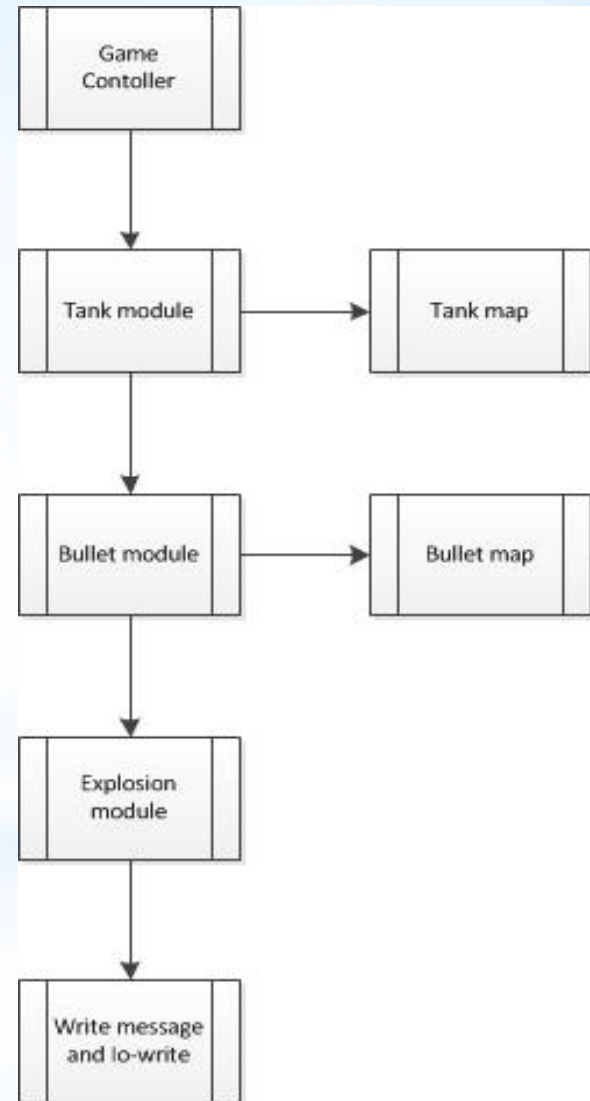 Game
Contoller
Tank module
Tank map
Bullet module
Bullet map
Explosion
module
Write message
and lo-write